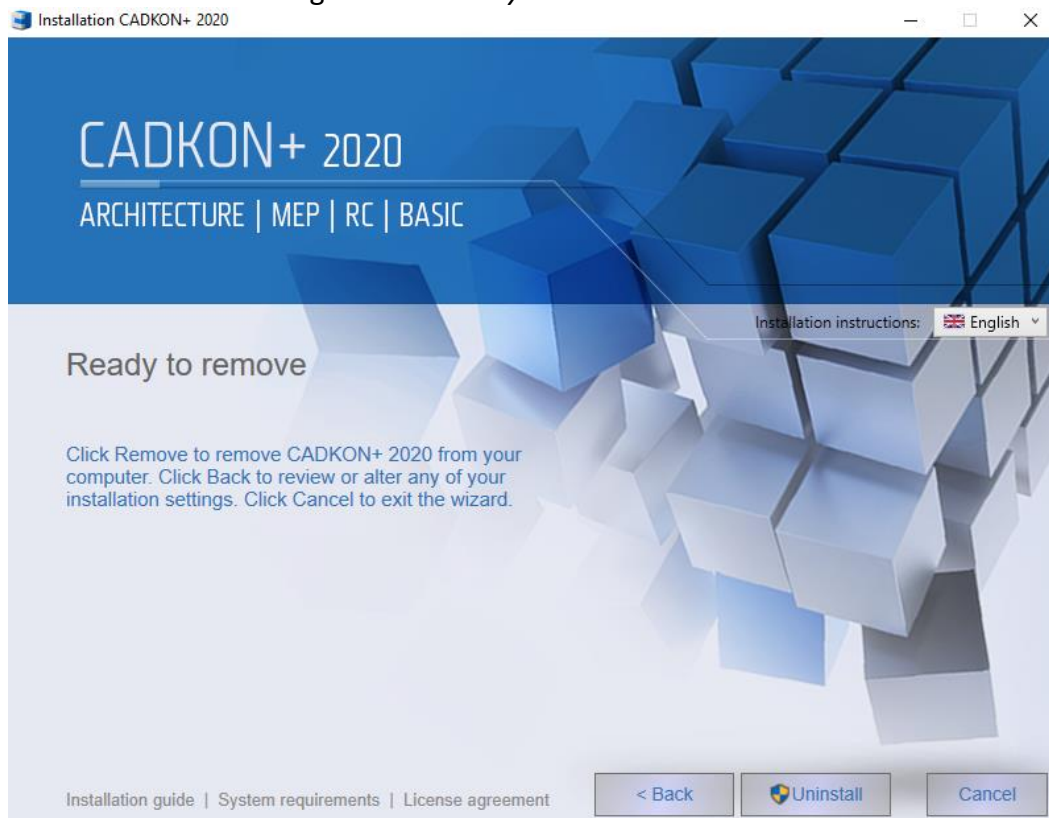 Installation CADKON+ 2020
CADKON+ 2020
ARCHITECTURE | MEP | RC | BASIC
Installation instructions: English
Ready to remove
Click Remove to remove CADKON+ 2020 from your
computer. Click Back to review or alter any of your
installation settings. Click Cancel to exit the wizard.
Installation guide | System requirements | License agreement
< Back Uninstall Cancel